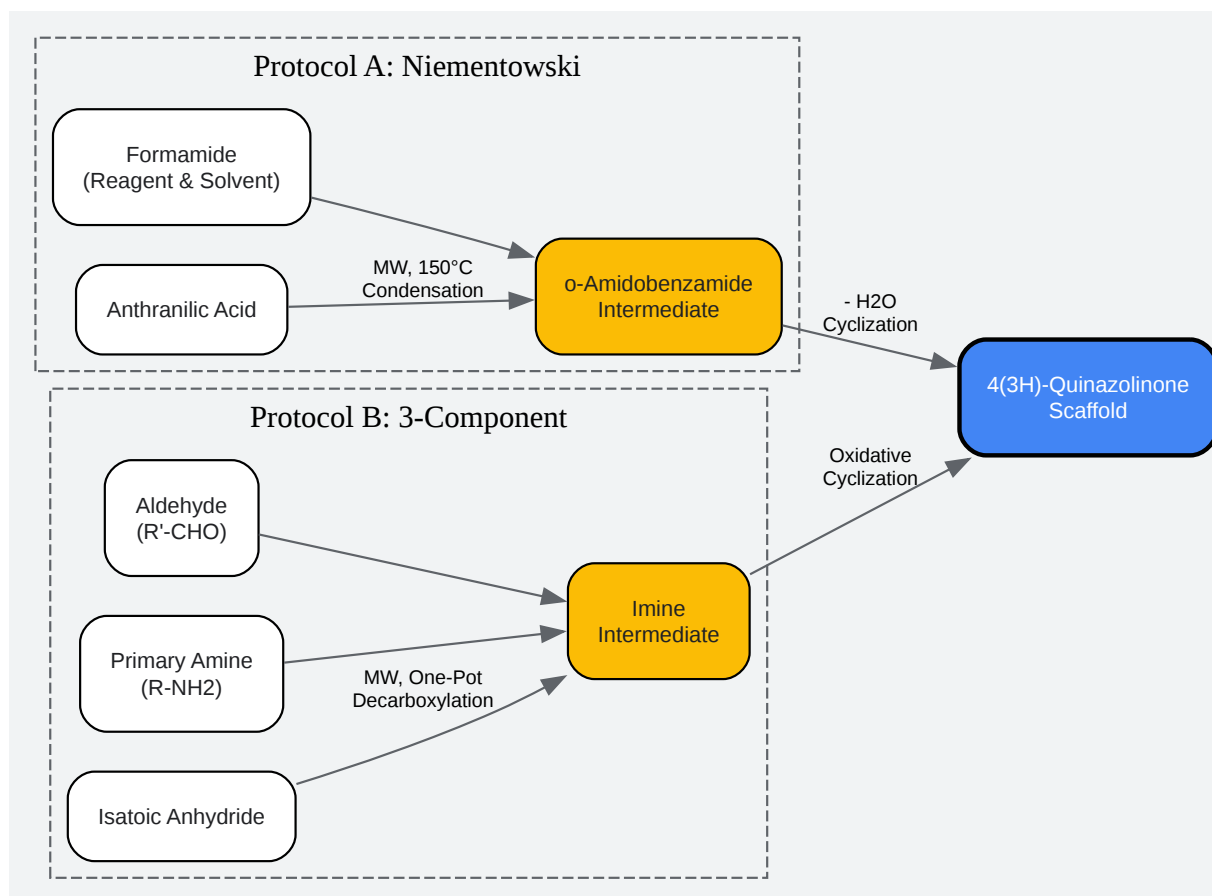 Protocol A: Niementowski
Formamide
(Reagent & Solvent)
Anthranilic Acid
MW, 150°C
Condensation
o-Amidobenzamide
Intermediate
- H2O
Cyclization
4(3H)-Quinazolinone
Scaffold
Protocol B: 3-Component
Aldehyde
(R'-CHO)
Primary Amine
(R-NH2)
Isatoic Anhydride
MW, One-Pot
Decarboxylation
Imine
Intermediate
Oxidative
Cyclization